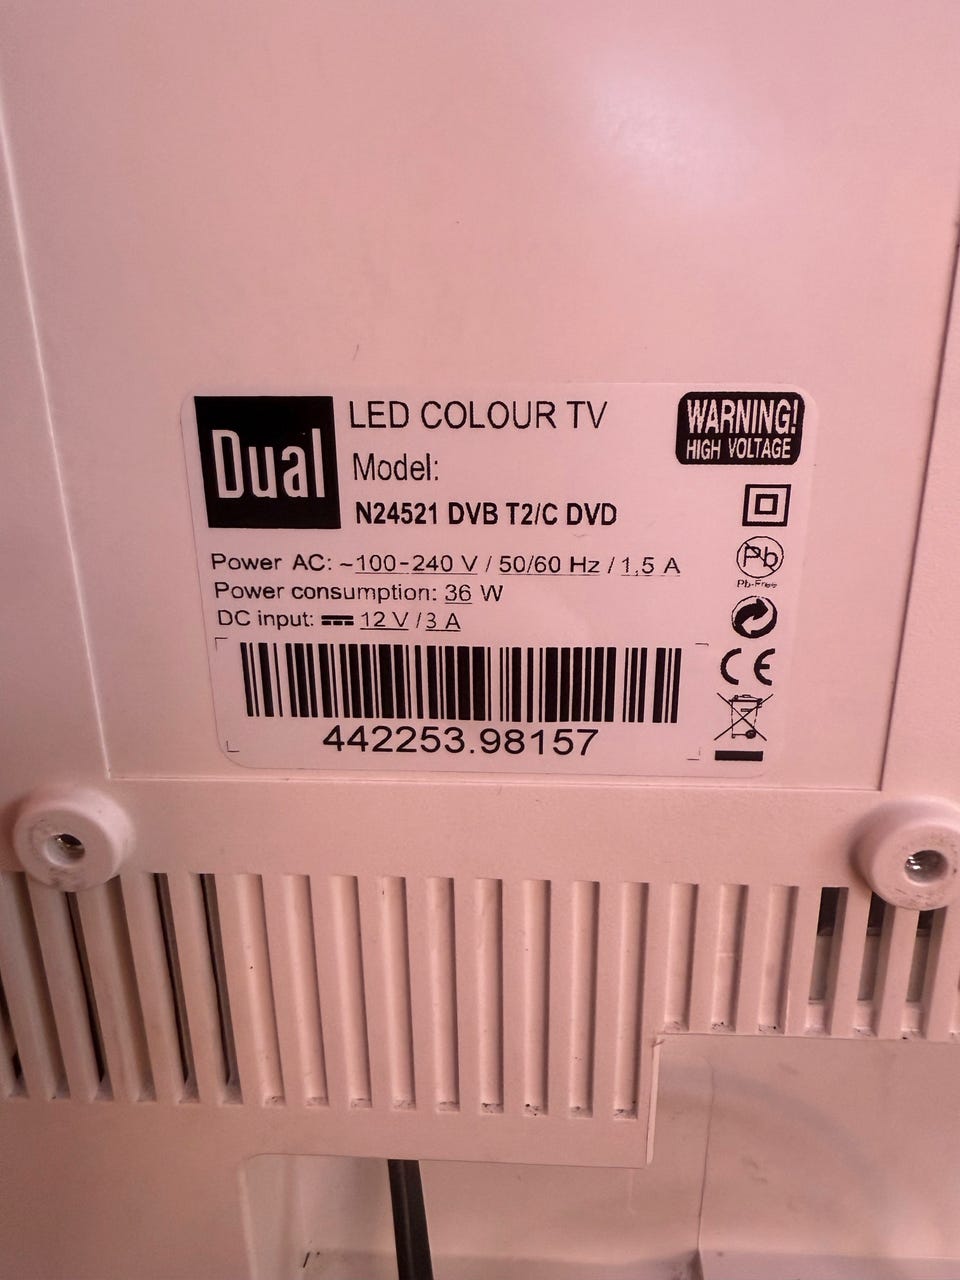 Dual
LED COLOUR TV
Model:
N24521 DVB T2/C DVD
WARNING!
HIGH VOLTAGE
Power AC: ~100-240 V / 50/60 Hz / 1,5 A
Power consumption: 36 W
DC input: ⎓ 12 V / 3 A
Pb
Pb-Free
CE
442253.98157